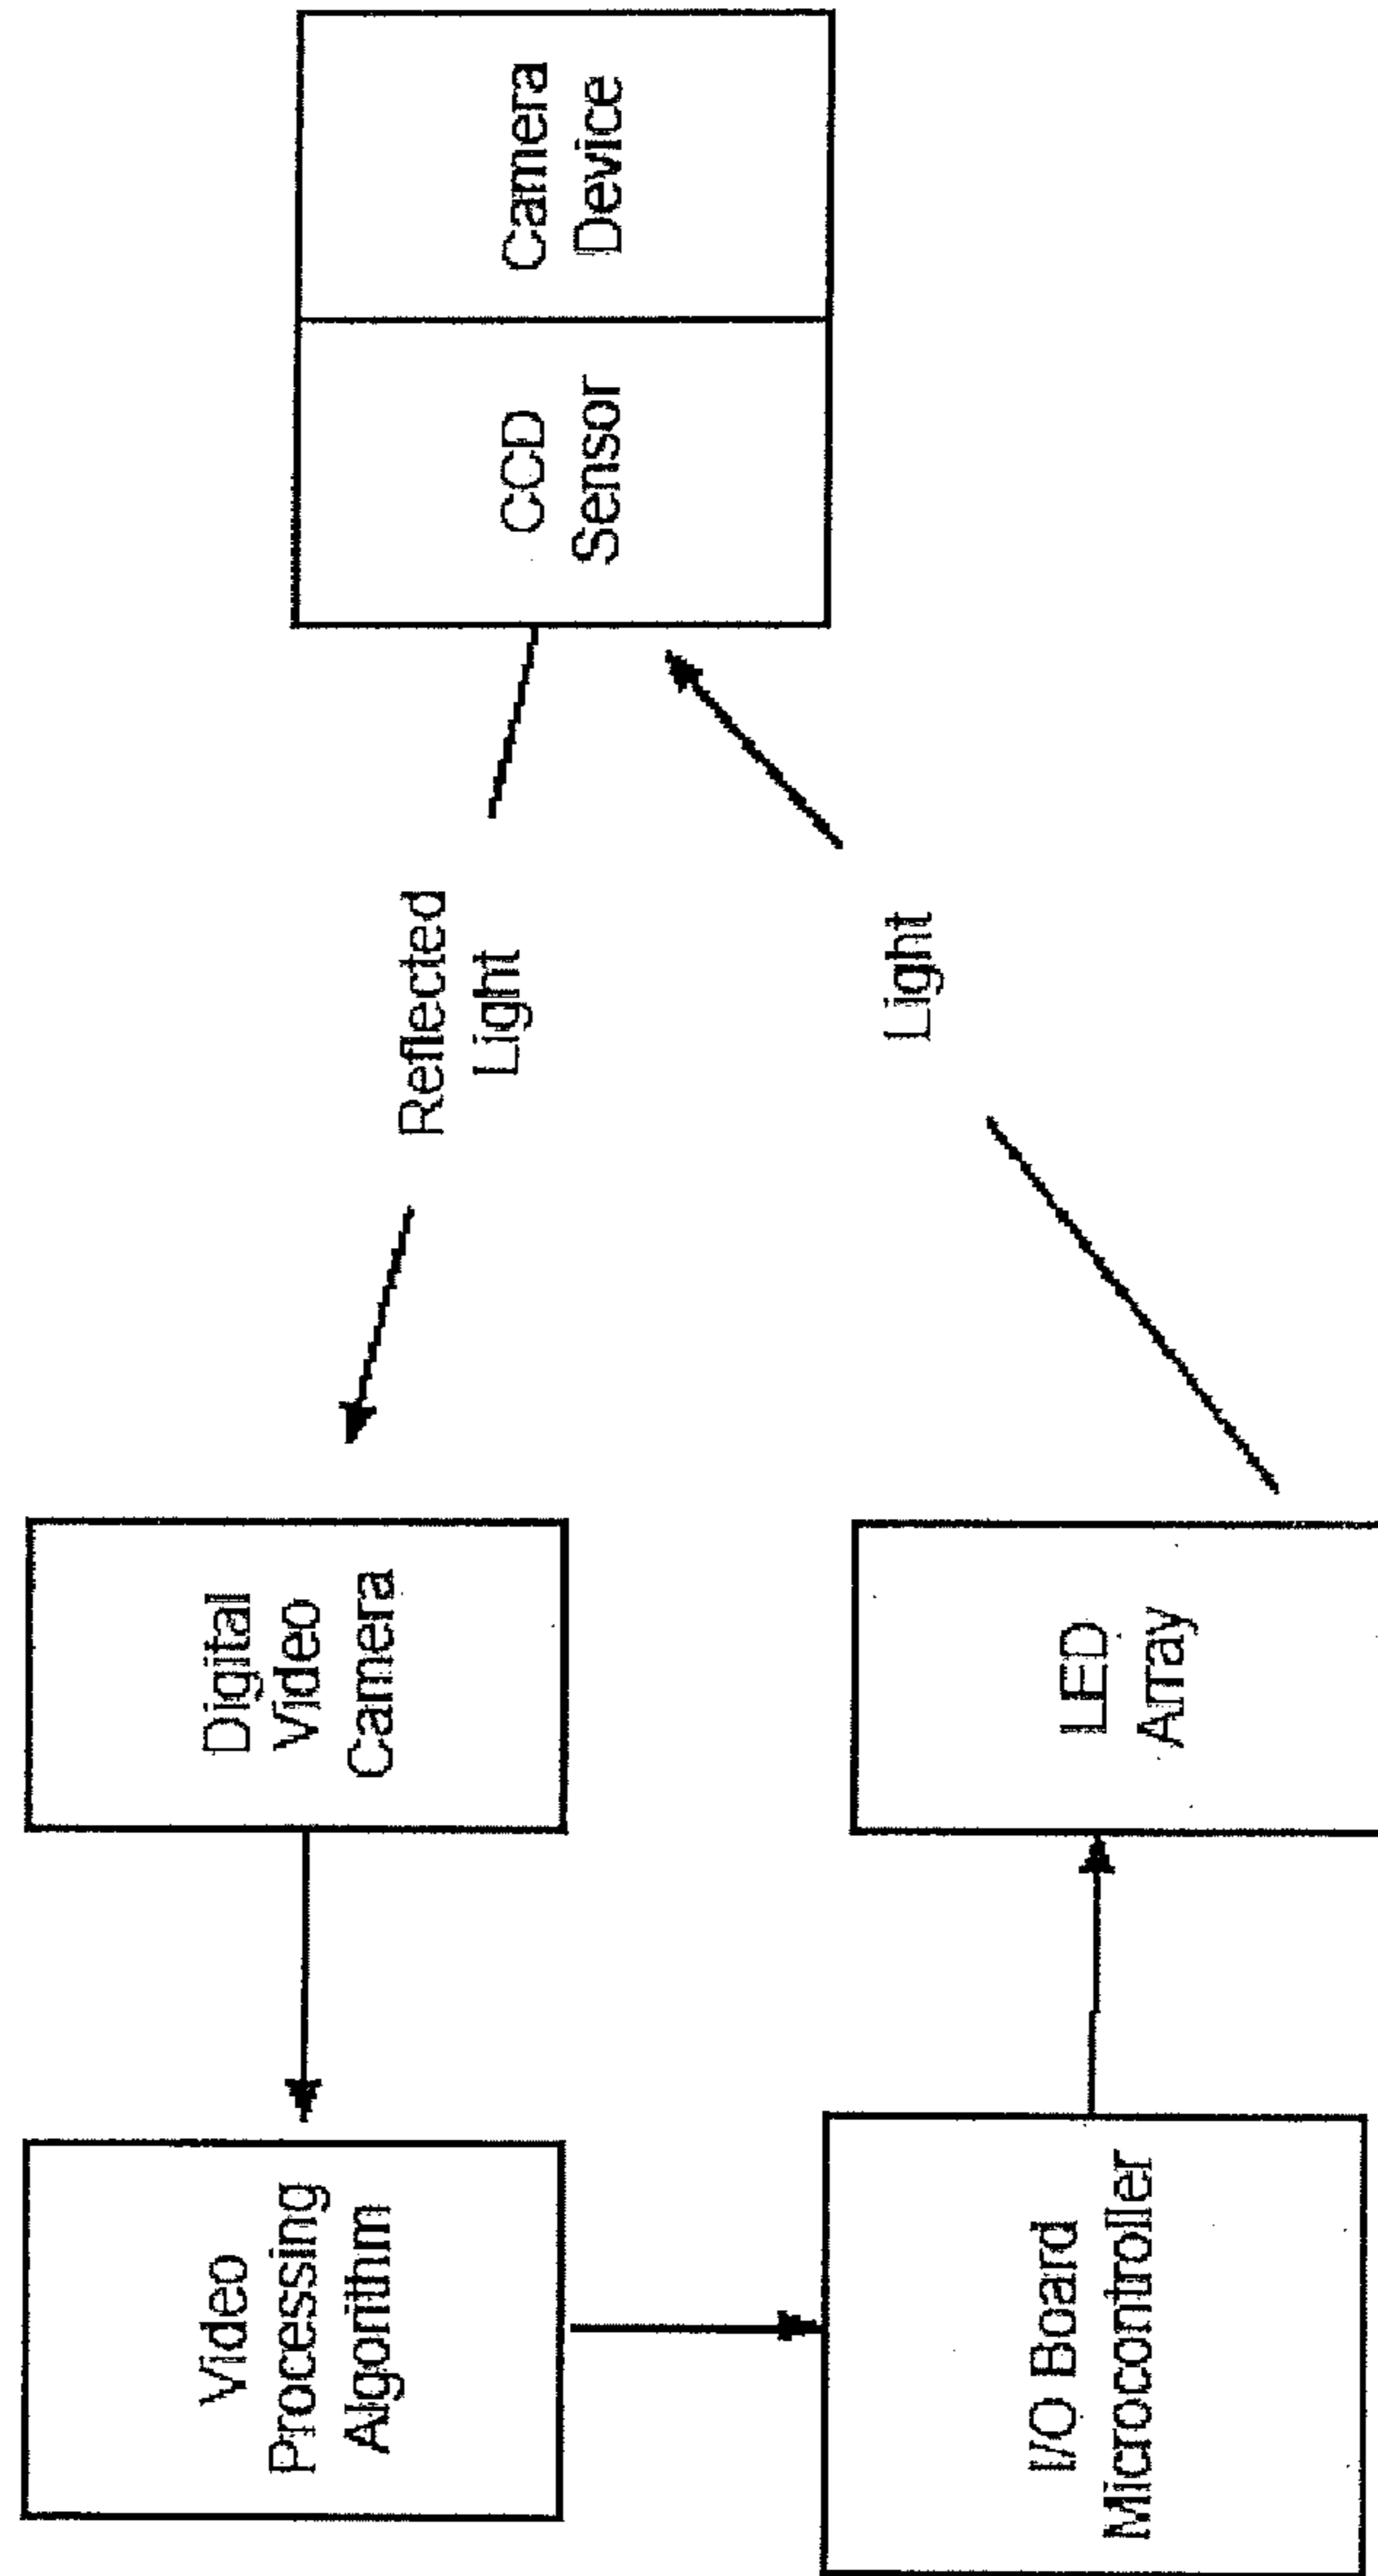 Video
Processing
Algorithm
Digital
Video
Camera
Reflected
Light
CCD
Sensor
Camera
Device
I/O Board
Microcontroller
LED
Array
Light